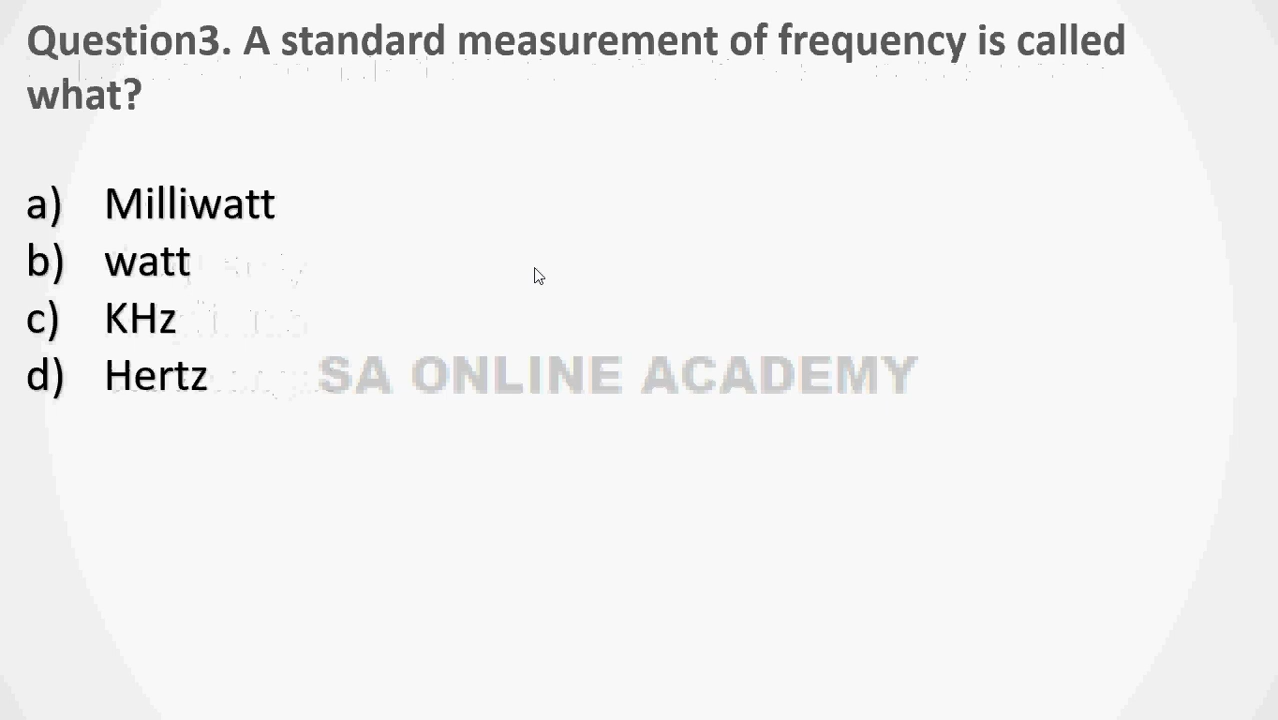 Question3. A standard measurement of frequency is called
what?
a) Milliwatt
b) watt
c) KHz
d) Hertz
SA ONLINE ACADEMY